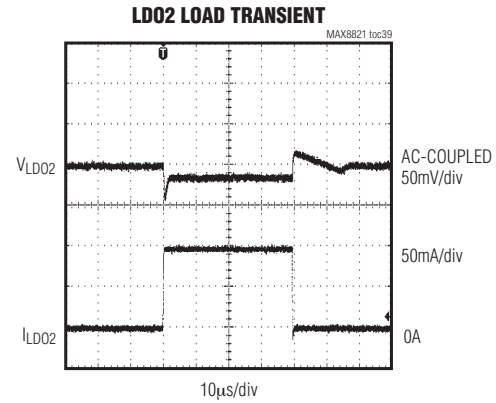 LDO2 LOAD TRANSIENT
MAX8821 toc39
T
VLDO2
AC-COUPLED
50mV/div
50mA/div
ILDO2
0A
10µs/div